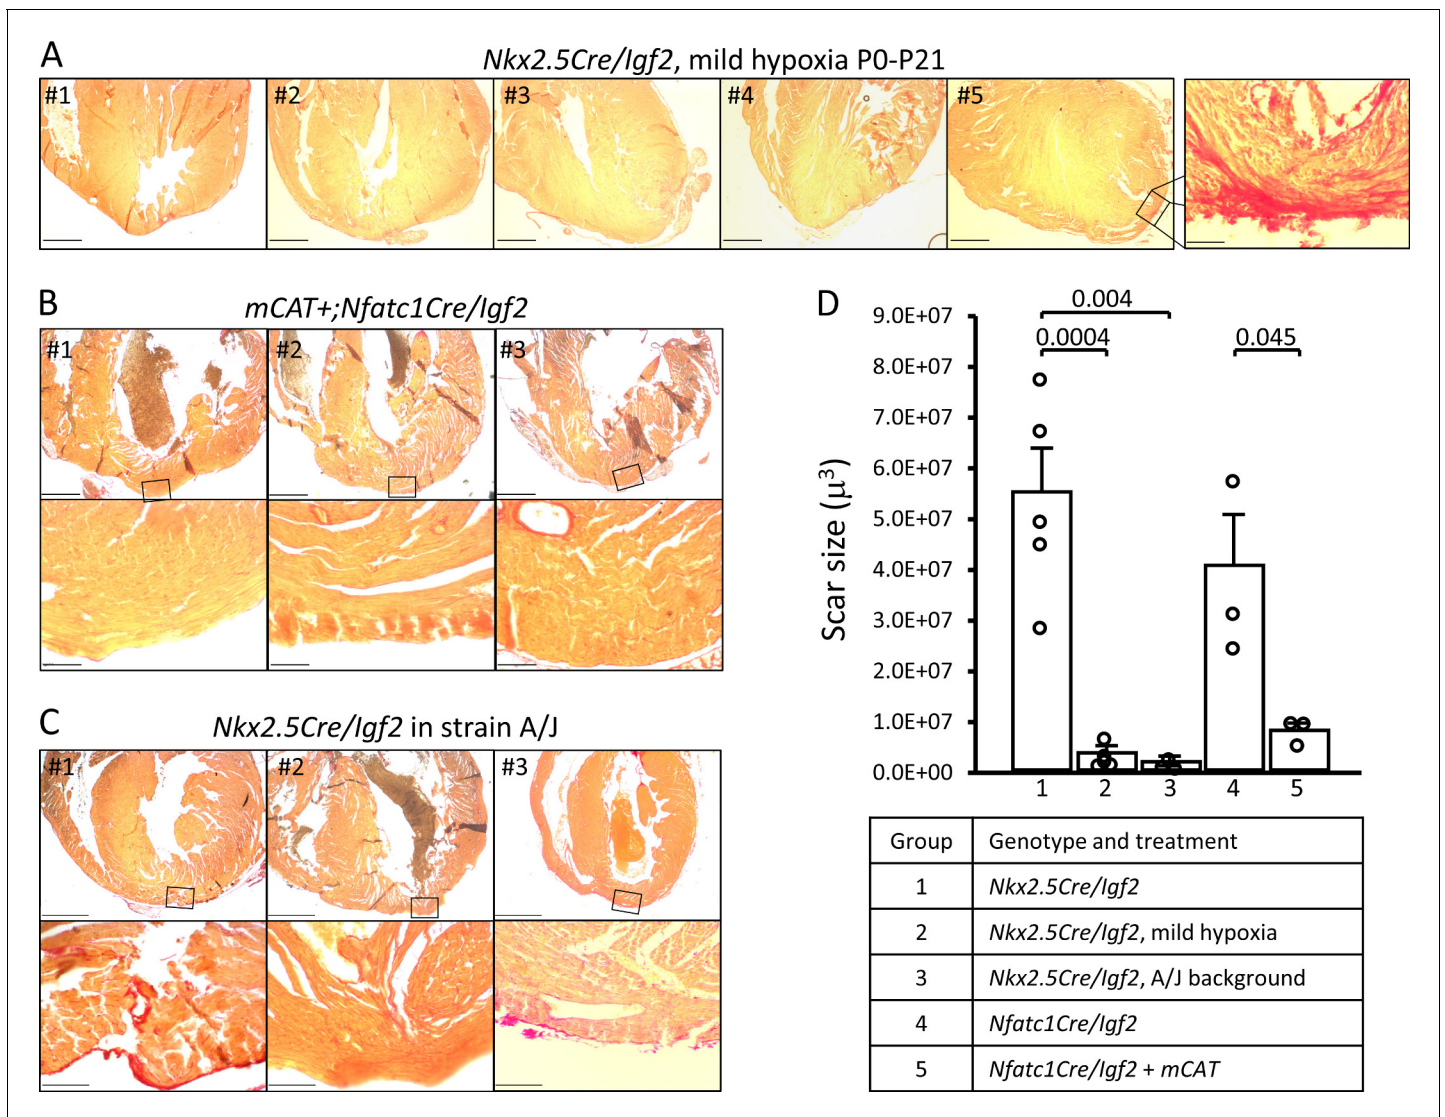 A
Nkx2.5Cre/Igf2, mild hypoxia P0-P21
#1
#2
#3
#4
#5
B
mCAT+;Nfatc1Cre/Igf2
#1
#2
#3
C
Nkx2.5Cre/Igf2 in strain A/J
#1
#2
#3
D
0.004
0.0004
0.045
Scar size (µ³)
9.0E+07
8.0E+07
7.0E+07
6.0E+07
5.0E+07
4.0E+07
3.0E+07
2.0E+07
1.0E+07
0.0E+00
1 2 3 4 5
Group Genotype and treatment
1 Nkx2.5Cre/Igf2
2 Nkx2.5Cre/Igf2, mild hypoxia
3 Nkx2.5Cre/Igf2, A/J background
4 Nfatc1Cre/Igf2
5 Nfatc1Cre/Igf2 + mCAT